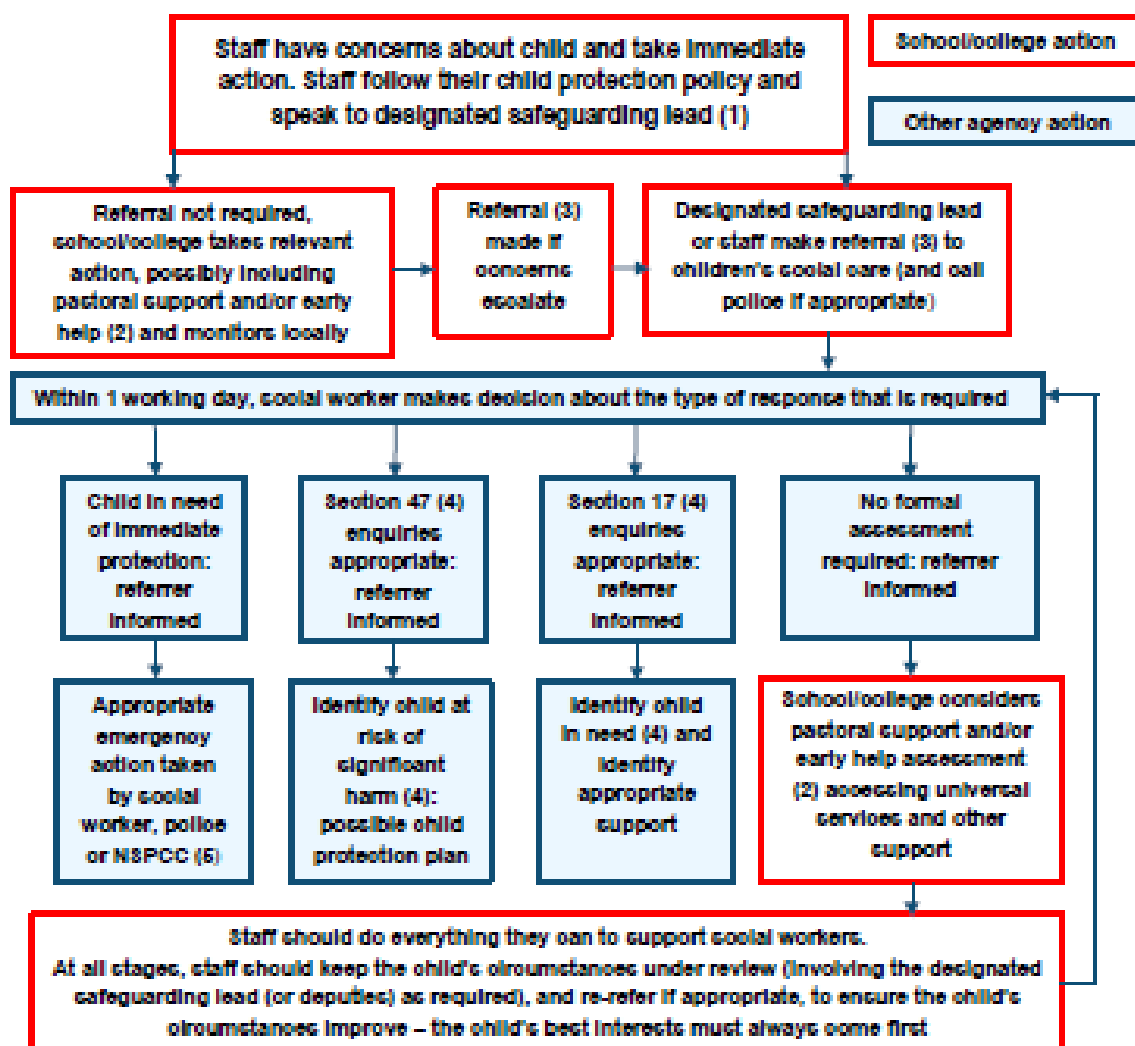 Staff have concerns about child and take immediate
action. Staff follow their child protection policy and
speak to designated safeguarding lead (1)
School/college action
Other agency action
Referral not required,
school/college takes relevant
action, possibly including
pastoral support and/or early
help (2) and monitors locally
Referral (3)
made if
concerns
escalate
Designated safeguarding lead
or staff make referral (3) to
children's social care (and call
police if appropriate)
Within 1 working day, social worker makes decision about the type of response that is required
Child in need
of immediate
protection:
referrer
informed
Section 47 (4)
enquiries
appropriate:
referrer
informed
Section 17 (4)
enquiries
appropriate:
referrer
informed
No formal
assessment
required: referrer
informed
Appropriate
emergency
action taken
by social
worker, police
or NSPCC (5)
Identify child at
risk of
significant
harm (4):
possible child
protection plan
Identify child
in need (4) and
identify
appropriate
support
School/college considers
pastoral support and/or
early help assessment
(2) accessing universal
services and other
support
Staff should do everything they can to support social workers.
At all stages, staff should keep the child's circumstances under review (involving the designated
safeguarding lead (or deputies) as required), and re-refer if appropriate, to ensure the child's
circumstances improve – the child's best interests must always come first